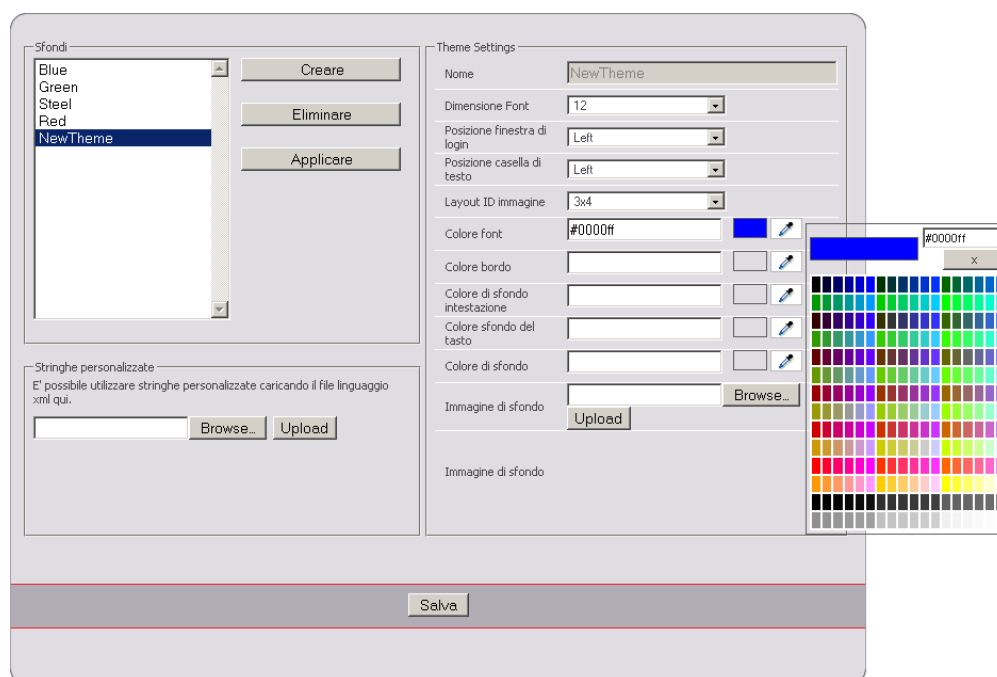 Sfondi
Blue
Green
Steel
Red
NewTheme
Creare
Eliminare
Applicare
Stringhe personalizzate
E' possibile utilizzare stringhe personalizzate caricando il file linguaggio
xml qui.
Browse...
Upload
Theme Settings
Nome
NewTheme
Dimensione Font
12
Posizione finestra di
login
Left
Posizione casella di
testo
Left
Layout ID immagine
3x4
Colore font
#0000ff
Colore bordo
Colore di sfondo
intestazione
Colore sfondo del
tasto
Colore di sfondo
Immagine di sfondo
Browse...
Upload
Immagine di sfondo
#0000ff
x
Salva